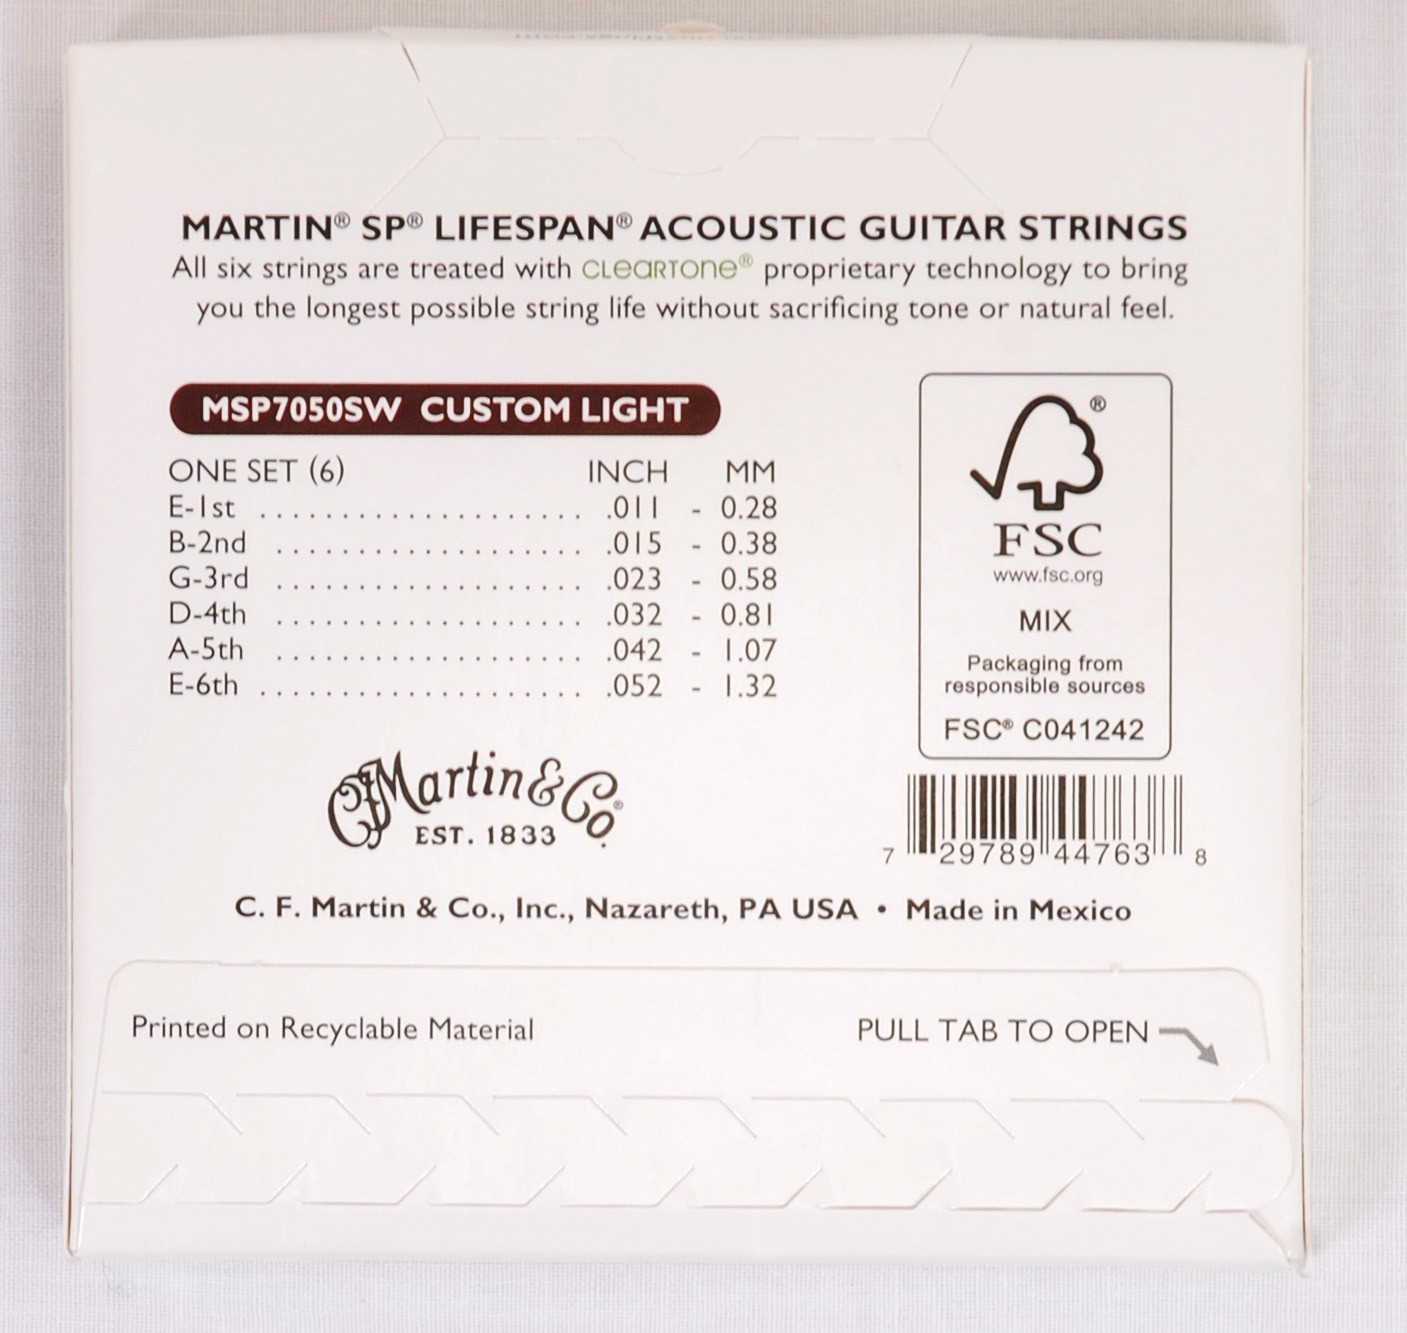 MARTIN® SP® LIFESPAN® ACOUSTIC GUITAR STRINGS
All six strings are treated with CLEARTONE® proprietary technology to bring
you the longest possible string life without sacrificing tone or natural feel.
MSP7050SW CUSTOM LIGHT
ONE SET (6) INCH MM
E-1st ..................... .011 - 0.28
B-2nd .................... .015 - 0.38
G-3rd .................... .023 - 0.58
D-4th .................... .032 - 0.81
A-5th .................... .042 - 1.07
E-6th ..................... .052 - 1.32
®
FSC
www.fsc.org
MIX
Packaging from
responsible sources
FSC® C041242
CF Martin & Co®
EST. 1833
7 29789 44763 8
C. F. Martin & Co., Inc., Nazareth, PA USA • Made in Mexico
Printed on Recyclable Material
PULL TAB TO OPEN